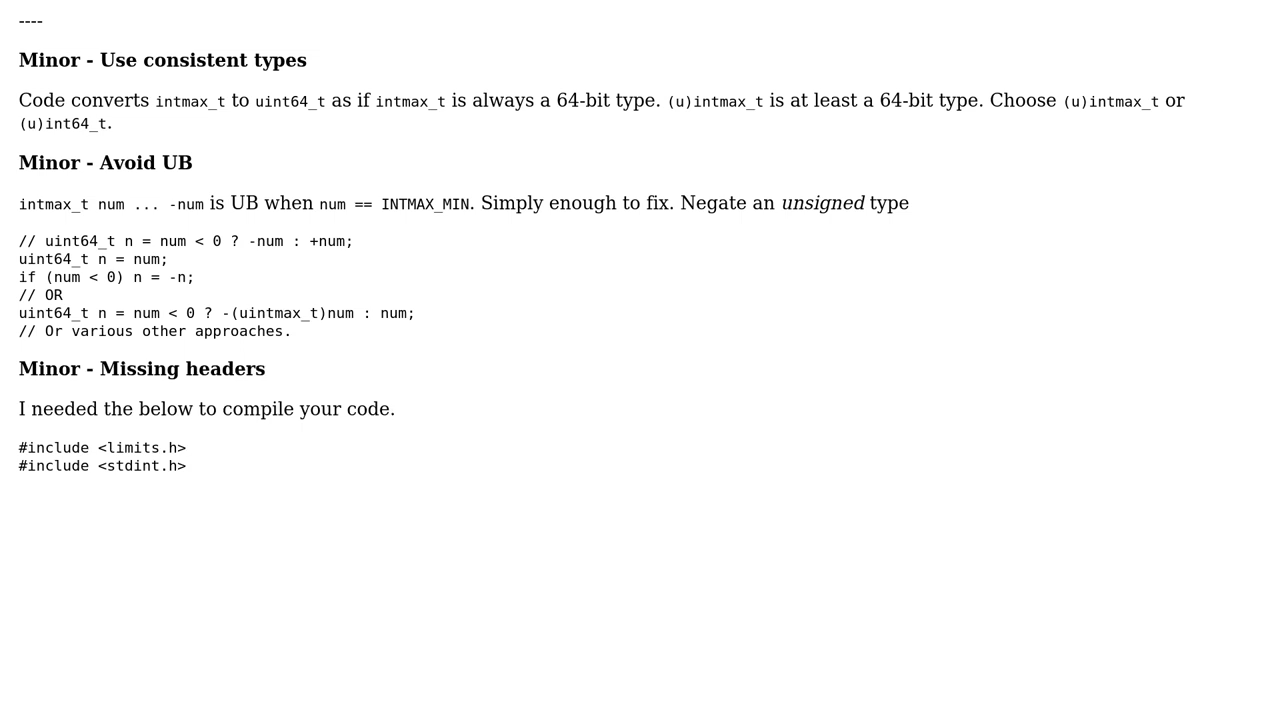 ----
Minor - Use consistent types
Code converts intmax_t to uint64_t as if intmax_t is always a 64-bit type. (u)intmax_t is at least a 64-bit type. Choose (u)intmax_t or
(u)int64_t.
Minor - Avoid UB
intmax_t num ... -num is UB when num == INTMAX_MIN. Simply enough to fix. Negate an unsigned type
// uint64_t n = num < 0 ? -num : +num;
uint64_t n = num;
if (num < 0) n = -n;
// OR
uint64_t n = num < 0 ? -(uintmax_t)num : num;
// Or various other approaches.
Minor - Missing headers
I needed the below to compile your code.
#include <limits.h>
#include <stdint.h>